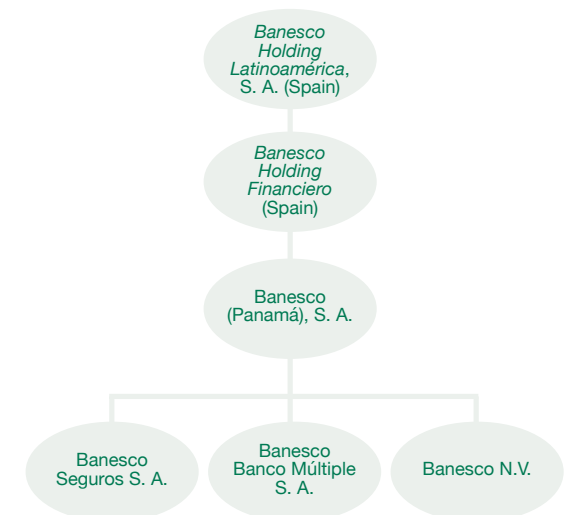 Banesco
Holding
Latinoamérica,
S. A. (Spain)
Banesco
Holding
Financiero
(Spain)
Banesco
(Panamá), S. A.
Banesco
Seguros S. A.
Banesco
Banco Múltiple
S. A.
Banesco N.V.